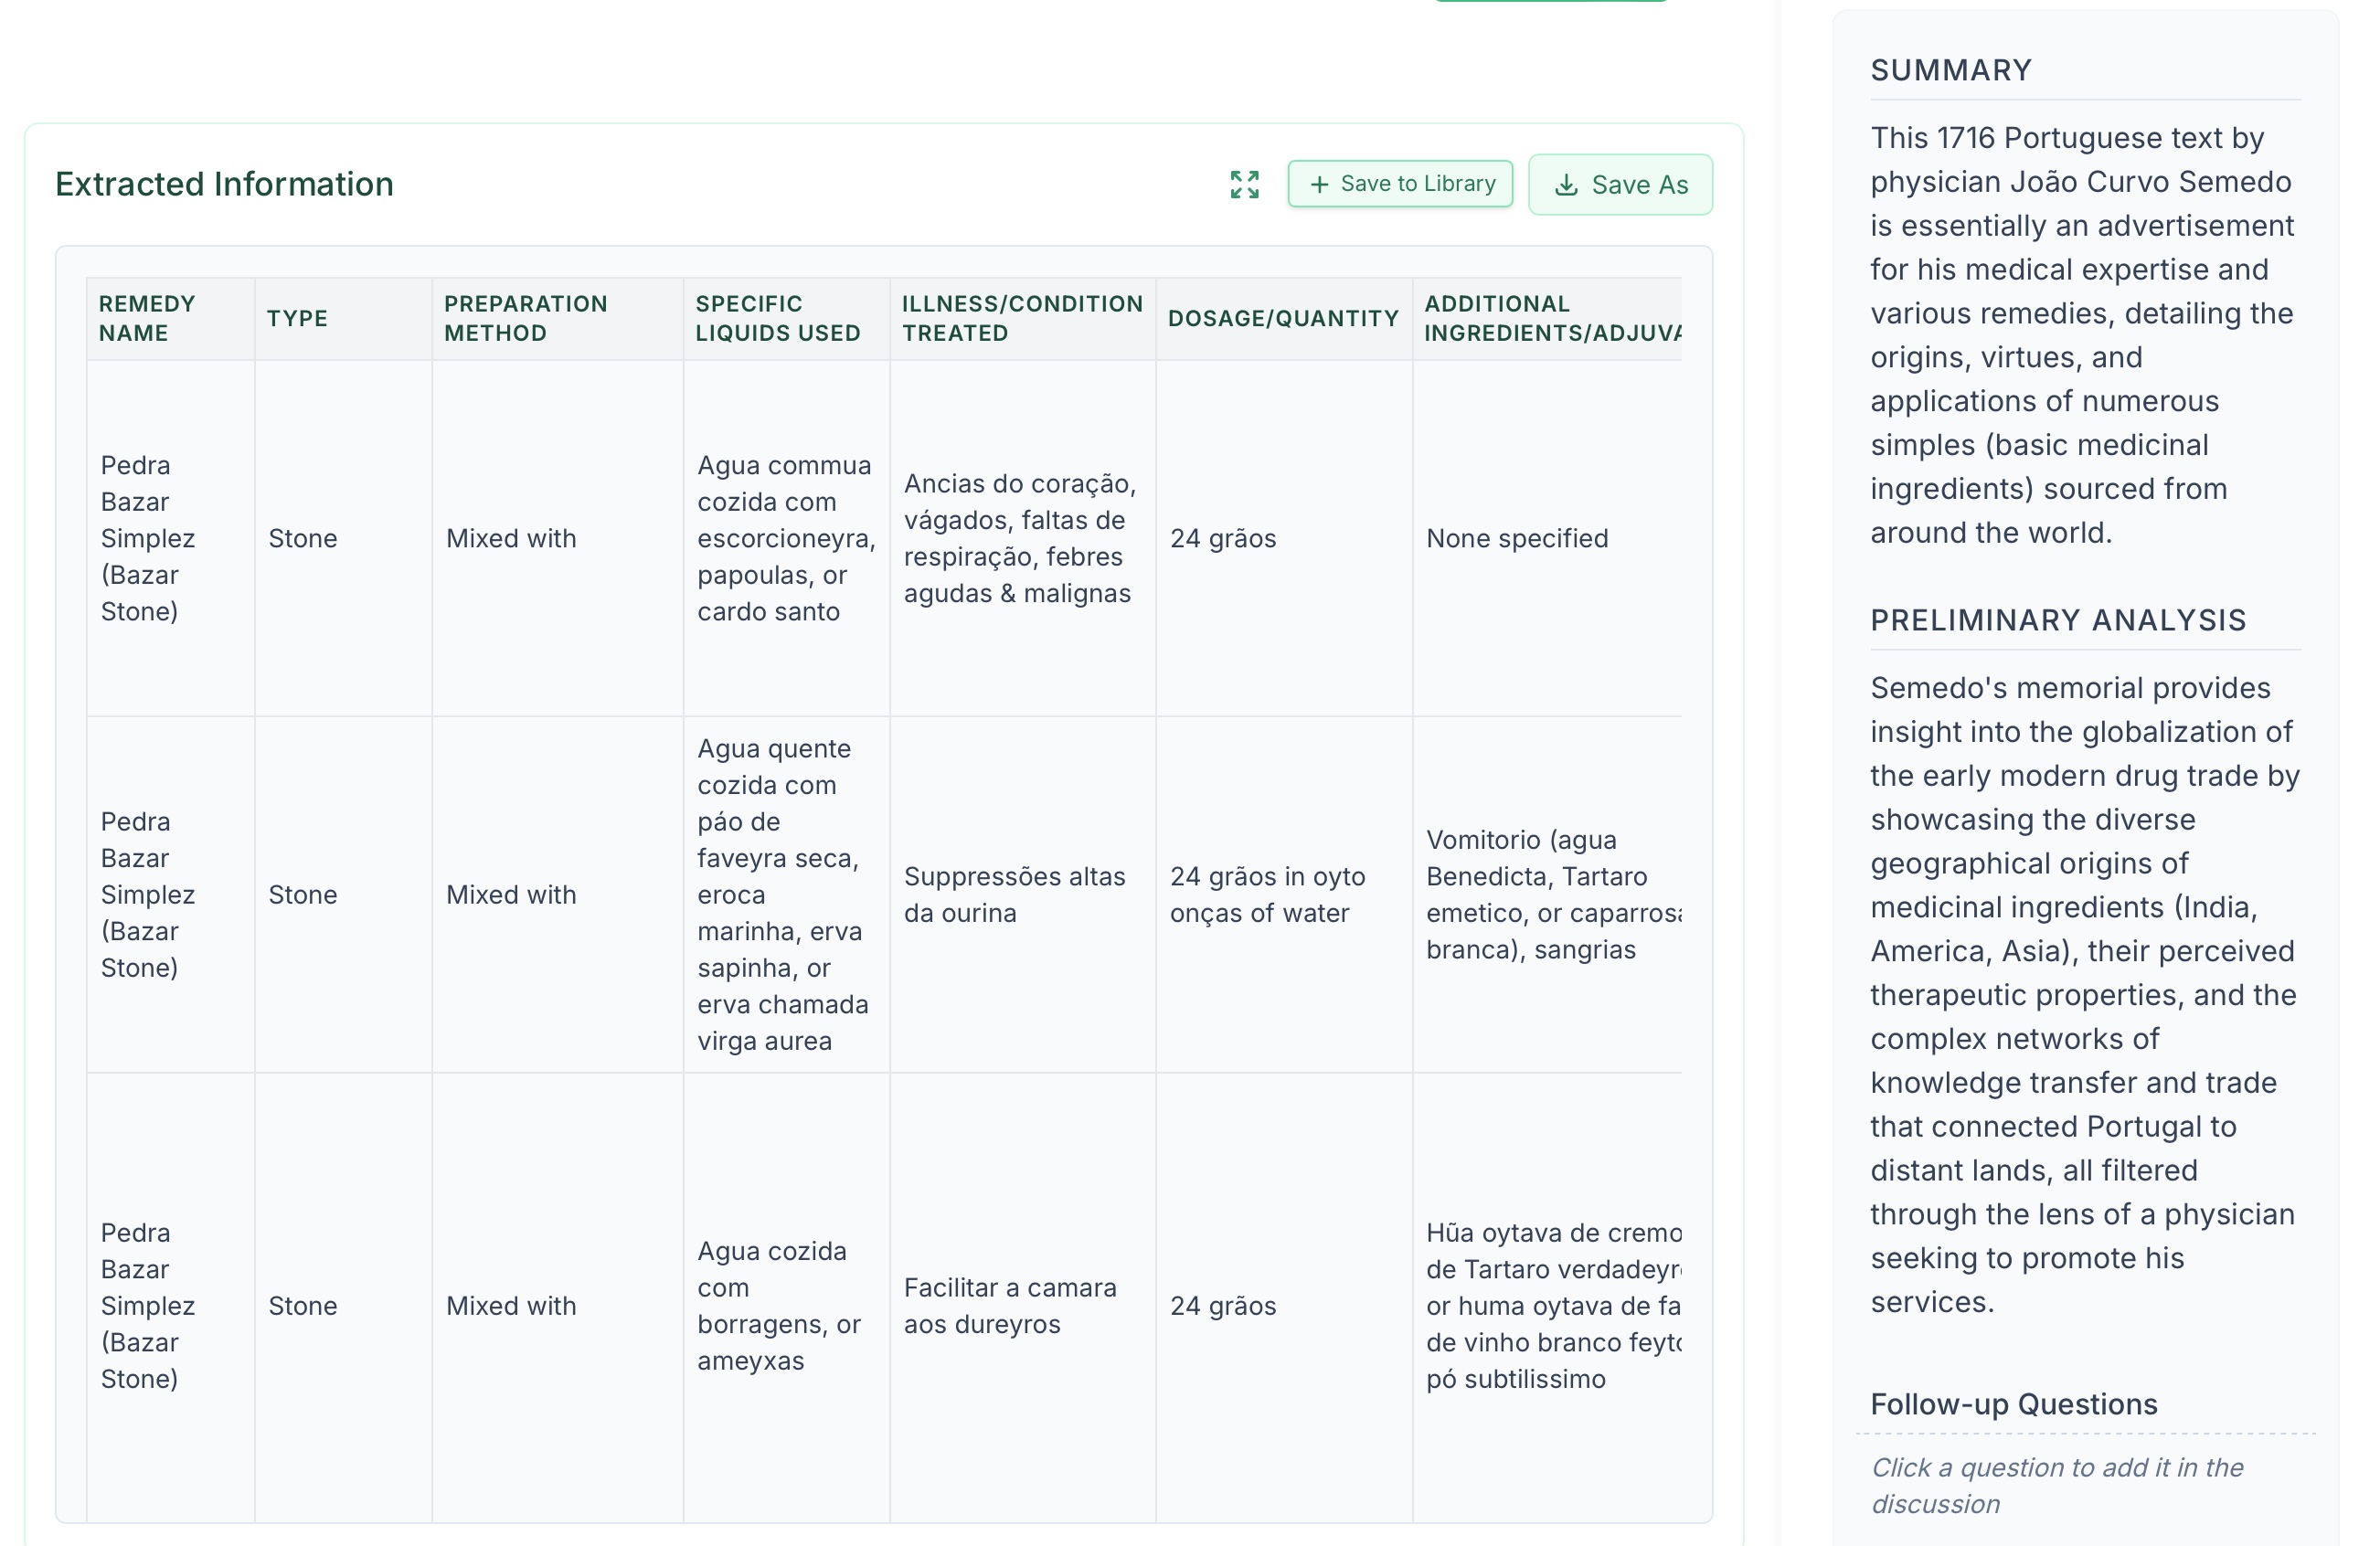 Extracted Information
Save to Library
Save As
REMEDY
NAME
TYPE
PREPARATION
METHOD
SPECIFIC
LIQUIDS USED
ILLNESS/CONDITION
TREATED
DOSAGE/QUANTITY
ADDITIONAL
INGREDIENTS/ADJUVA
Pedra
Bazar
Simplez
(Bazar
Stone)
Stone
Mixed with
Agua commua
cozida com
escorcioneyra,
papoulas, or
cardo santo
Ancias do coração,
vágados, faltas de
respiração, febres
agudas & malignas
24 grãos
None specified
Pedra
Bazar
Simplez
(Bazar
Stone)
Stone
Mixed with
Agua quente
cozida com
páo de
faveyra seca,
eroca
marinha, erva
sapinha, or
erva chamada
virga aurea
Suppressões altas
da ourina
24 grãos in oyto
onças of water
Vomitorio (agua
Benedicta, Tartaro
emetico, or caparrosa
branca), sangrias
Pedra
Bazar
Simplez
(Bazar
Stone)
Stone
Mixed with
Agua cozida
com
borragens, or
ameyxas
Facilitar a camara
aos dureyros
24 grãos
Hũa oytava de cremo
de Tartaro verdadeyr
or huma oytava de fa
de vinho branco feyto
pó subtilissimo
SUMMARY
This 1716 Portuguese text by
physician João Curvo Semedo
is essentially an advertisement
for his medical expertise and
various remedies, detailing the
origins, virtues, and
applications of numerous
simples (basic medicinal
ingredients) sourced from
around the world.
PRELIMINARY ANALYSIS
Semedo's memorial provides
insight into the globalization of
the early modern drug trade by
showcasing the diverse
geographical origins of
medicinal ingredients (India,
America, Asia), their perceived
therapeutic properties, and the
complex networks of
knowledge transfer and trade
that connected Portugal to
distant lands, all filtered
through the lens of a physician
seeking to promote his
services.
Follow-up Questions
Click a question to add it in the
discussion